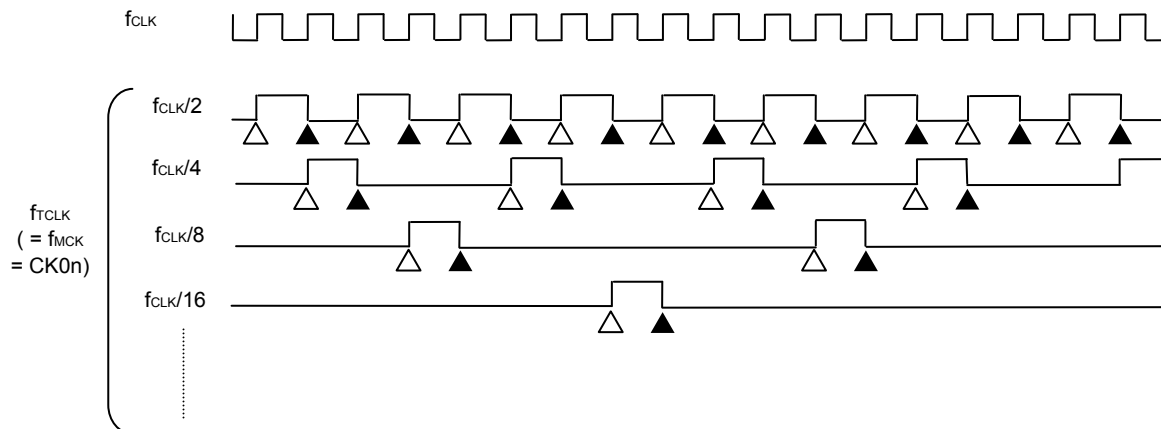 fCLK
fCLK/2
fCLK/4
fTCLK
( = fMCK
= CK0n)
fCLK/8
fCLK/16